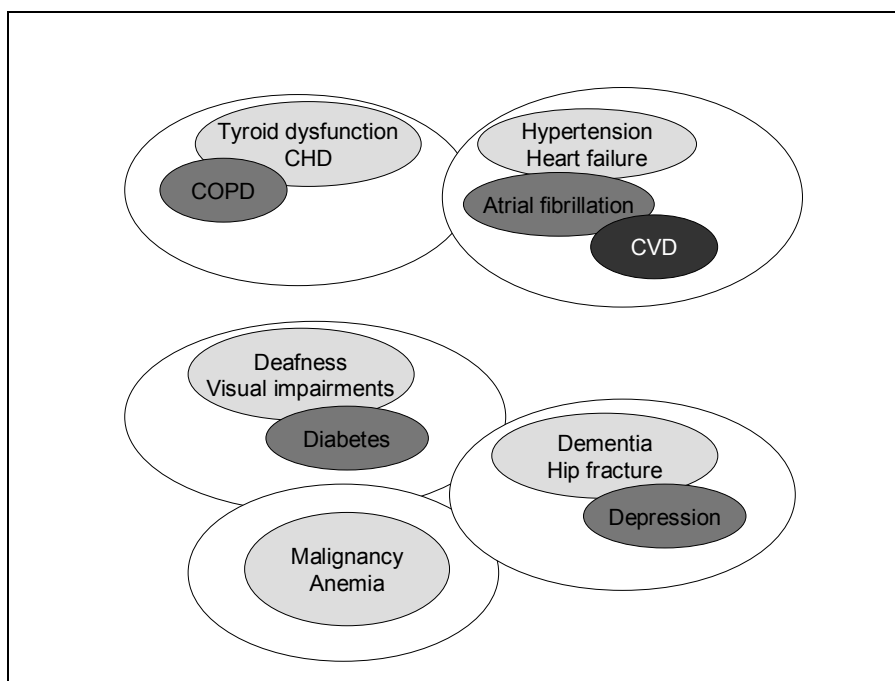 Tyroid dysfunction
CHD
COPD
Hypertension
Heart failure
Atrial fibrillation
CVD
Deafness
Visual impairments
Diabetes
Dementia
Hip fracture
Depression
Malignancy
Anemia